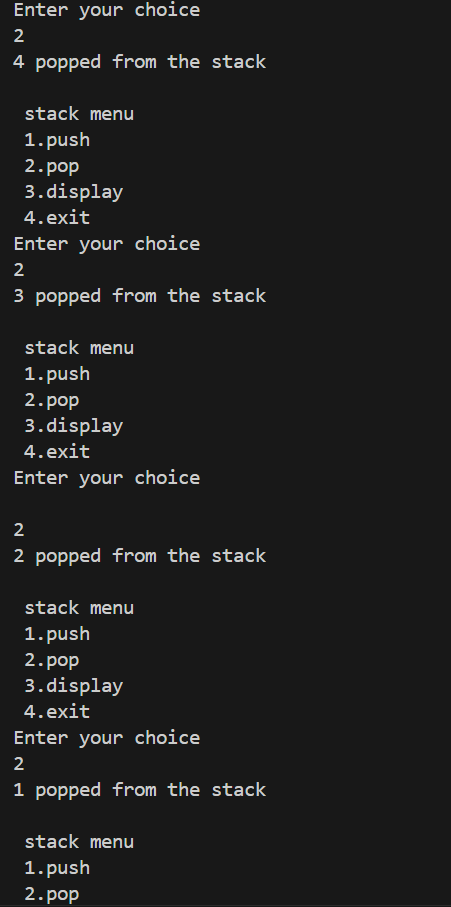 Enter your choice
2
4 popped from the stack
stack menu
1.push
2.pop
3.display
4.exit
Enter your choice
2
3 popped from the stack
stack menu
1.push
2.pop
3.display
4.exit
Enter your choice
2
2 popped from the stack
stack menu
1.push
2.pop
3.display
4.exit
Enter your choice
2
1 popped from the stack
stack menu
1.push
2.pop